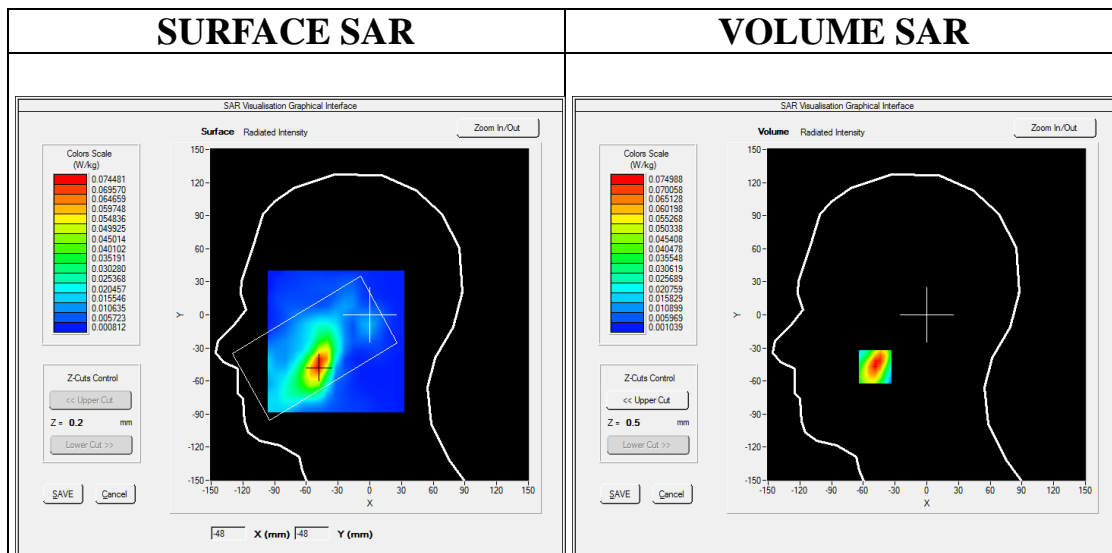 SURFACE SAR
VOLUME SAR
SAR Visualisation Graphical Interface
Surface Radiated Intensity
Zoom In/Out
Colors Scale
(W/kg)
0.074481
0.069570
0.064659
0.059748
0.054836
0.049925
0.045014
0.040102
0.035191
0.030280
0.025368
0.020457
0.015546
0.010635
0.005723
0.000812
Z-Cuts Control
<< Upper Cut
Z = 0.2 mm
Lower Cut >>
SAVE Cancel
150
120
90
60
30
0
-30
-60
-90
-120
-150
Y
-150 -120 -90 -60 -30 0 30 60 90 120 150
X
-48 X (mm) -48 Y (mm)
SAR Visualisation Graphical Interface
Volume Radiated Intensity
Zoom In/Out
Colors Scale
(W/kg)
0.074988
0.070058
0.065128
0.060198
0.055268
0.050338
0.045408
0.040478
0.035548
0.030619
0.025689
0.020759
0.015829
0.010899
0.005969
0.001039
Z-Cuts Control
<< Upper Cut
Z = 0.5 mm
Lower Cut >>
SAVE Cancel
150
120
90
60
30
0
-30
-60
-90
-120
-150
Y
-150 -120 -90 -60 -30 0 30 60 90 120 150
X